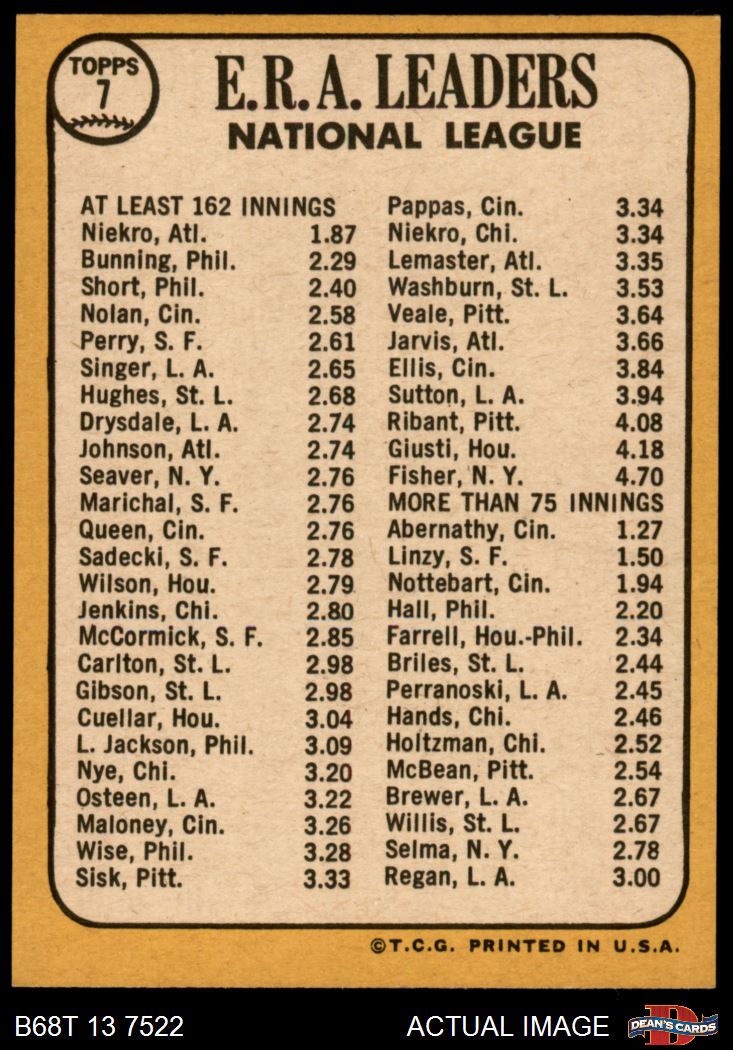 TOPPS
7
E.R.A. LEADERS
NATIONAL LEAGUE
AT LEAST 162 INNINGS
Niekro, Atl. 1.87
Bunning, Phil. 2.29
Short, Phil. 2.40
Nolan, Cin. 2.58
Perry, S. F. 2.61
Singer, L. A. 2.65
Hughes, St. L. 2.68
Drysdale, L. A. 2.74
Johnson, Atl. 2.74
Seaver, N. Y. 2.76
Marichal, S. F. 2.76
Queen, Cin. 2.76
Sadecki, S. F. 2.78
Wilson, Hou. 2.79
Jenkins, Chi. 2.80
McCormick, S. F. 2.85
Carlton, St. L. 2.98
Gibson, St. L. 2.98
Cuellar, Hou. 3.04
L. Jackson, Phil. 3.09
Nye, Chi. 3.20
Osteen, L. A. 3.22
Maloney, Cin. 3.26
Wise, Phil. 3.28
Sisk, Pitt. 3.33
Pappas, Cin. 3.34
Niekro, Chi. 3.34
Lemaster, Atl. 3.35
Washburn, St. L. 3.53
Veale, Pitt. 3.64
Jarvis, Atl. 3.66
Ellis, Cin. 3.84
Sutton, L. A. 3.94
Ribant, Pitt. 4.08
Giusti, Hou. 4.18
Fisher, N. Y. 4.70
MORE THAN 75 INNINGS
Abernathy, Cin. 1.27
Linzy, S. F. 1.50
Nottebart, Cin. 1.94
Hall, Phil. 2.20
Farrell, Hou.-Phil. 2.34
Briles, St. L. 2.44
Perranoski, L. A. 2.45
Hands, Chi. 2.46
Holtzman, Chi. 2.52
McBean, Pitt. 2.54
Brewer, L. A. 2.67
Willis, St. L. 2.67
Selma, N. Y. 2.78
Regan, L. A. 3.00
©T.C.G. PRINTED IN U.S.A.
B68T 13 7522 ACTUAL IMAGE
D
DEAN'S CARDS